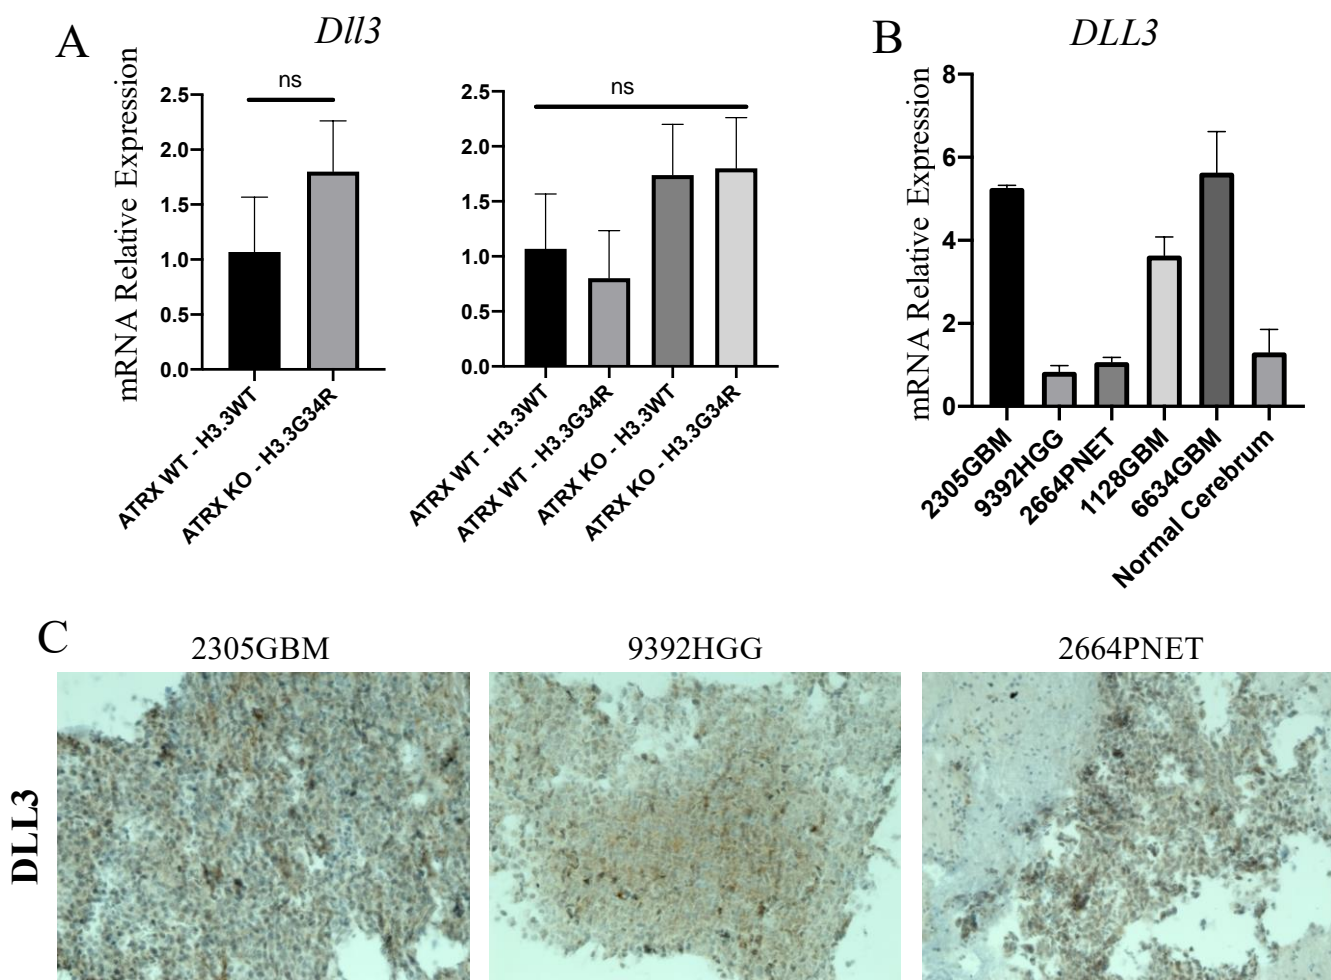 A
Dll3
mRNA Relative Expression
ns
2.5
2.0
1.5
1.0
0.5
0.0
ATRX WT - H3.3WT
ATRX KO - H3.3G34R
ns
2.5
2.0
1.5
1.0
0.5
0.0
ATRX WT - H3.3WT
ATRX WT - H3.3G34R
ATRX KO - H3.3WT
ATRX KO - H3.3G34R
B
DLL3
mRNA Relative Expression
8
6
4
2
0
2305GBM
9392HGG
2664PNET
1128GBM
6634GBM
Normal Cerebrum
C
2305GBM
9392HGG
2664PNET
DLL3